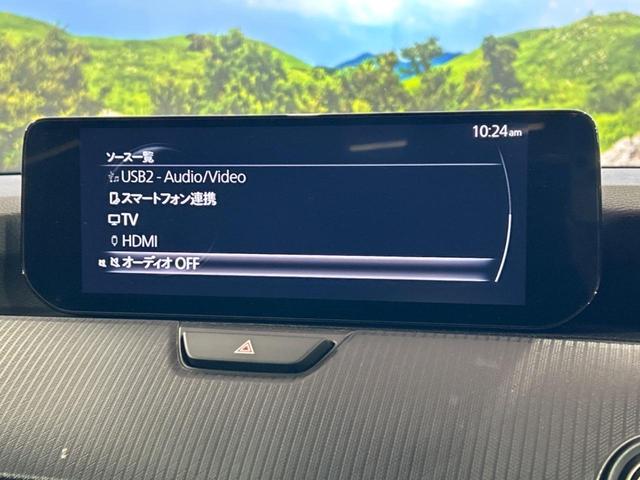 10:24am
ソース一覧
USB2 - Audio/Video
スマートフォン連携
TV
HDMI
オーディオ OFF